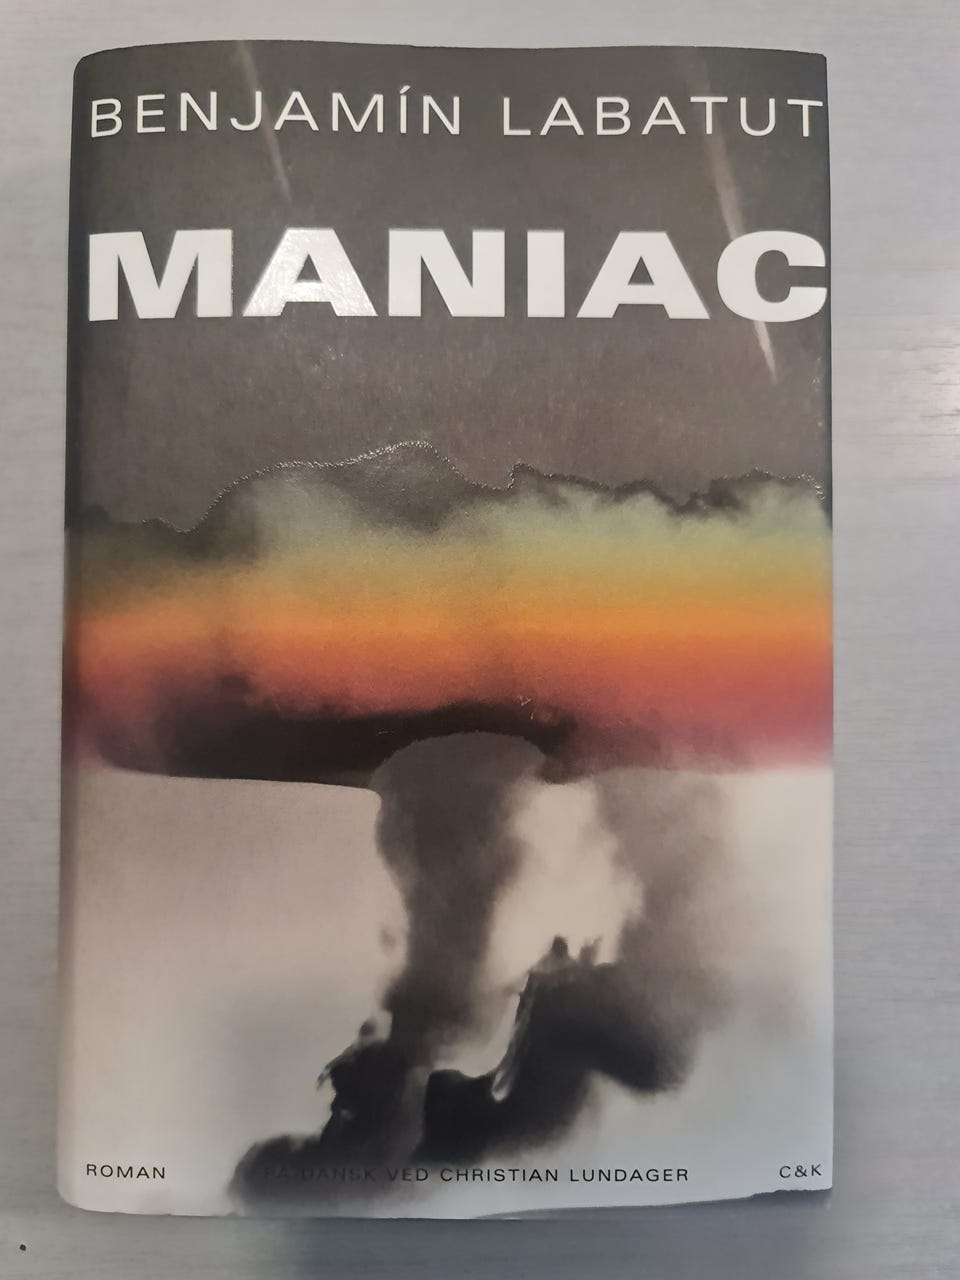 BENJAMÍN LABATUT
MANIAC
ROMAN PÅ DANSK VED CHRISTIAN LUNDAGER C&K